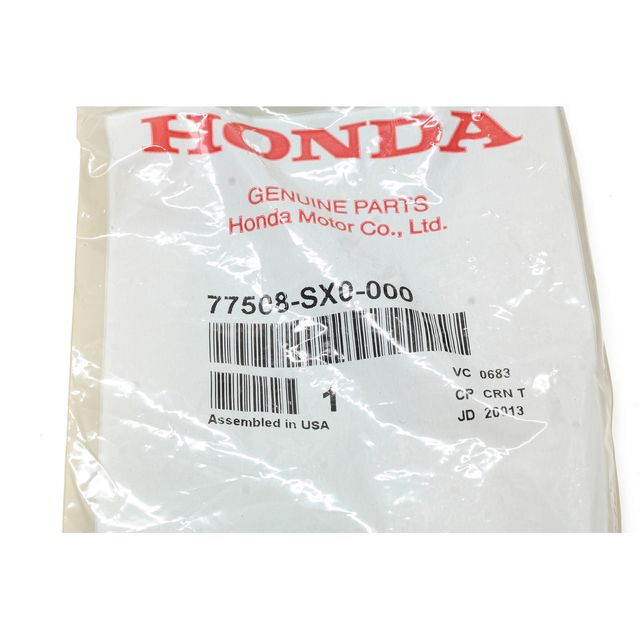 HONDA
GENUINE PARTS
Honda Motor Co., Ltd.
77508-SX0-000
VC 0683
1
CP CRN T
Assembled in USA
JD 20013